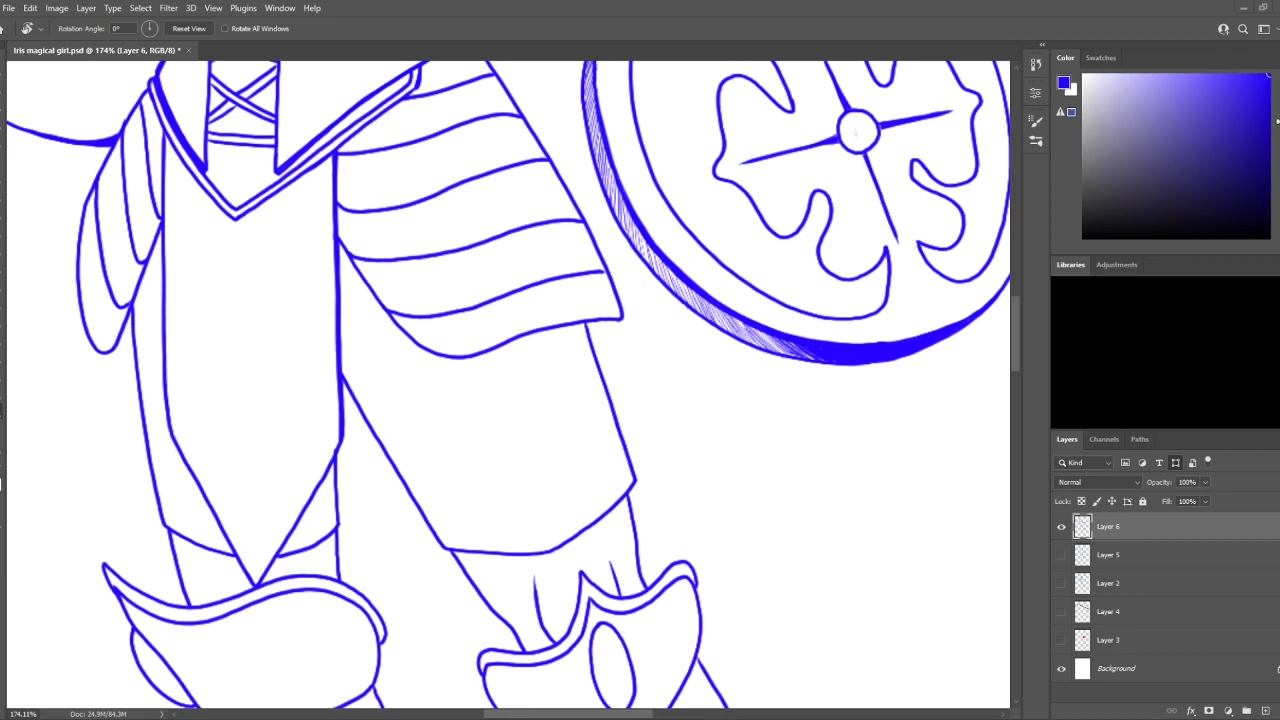 File Edit Image Layer Type Select Filter 3D View Plugins Window Help
Rotation Angle: 0° Reset View Rotate All Windows
Iris magical girl.psd @ 174% (Layer 6, RGB/8) * ×
Color Swatches
Libraries Adjustments
Layers Channels Paths
Kind
Normal Opacity: 100%
Lock: Fill: 100%
Layer 6
Layer 5
Layer 2
Layer 4
Layer 3
Background
174.11% Doc: 24.9M/84.3M